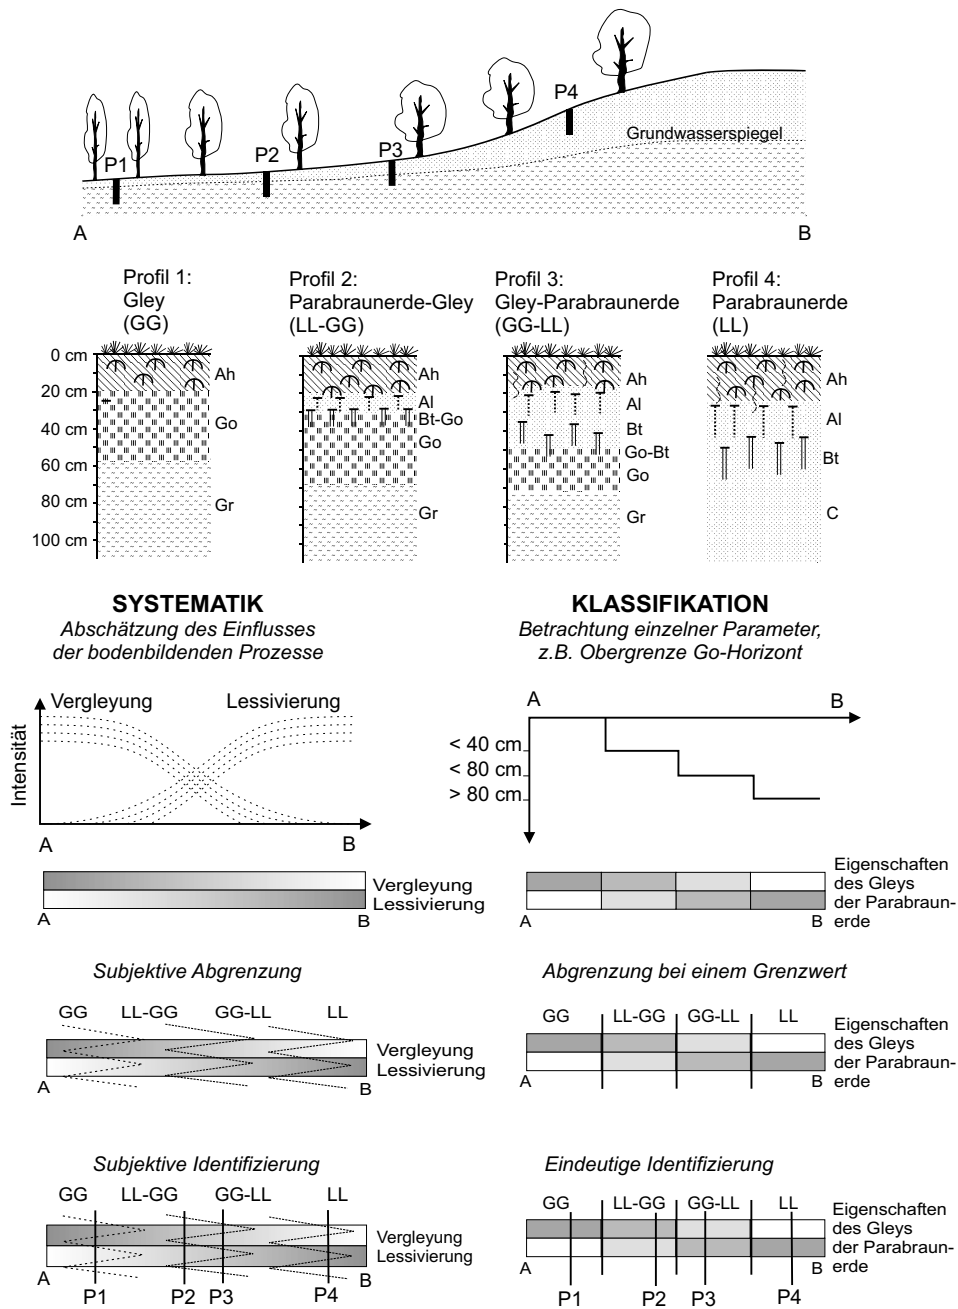 P4
Grundwasserspiegel
P1
P2
P3
A
B
Profil 1:
Gley
(GG)
Profil 2:
Parabraunerde-Gley
(LL-GG)
Profil 3:
Gley-Parabraunerde
(GG-LL)
Profil 4:
Parabraunerde
(LL)
0 cm
20 cm
40 cm
60 cm
80 cm
100 cm
Ah
Go
Gr
Ah
Al
Bt-Go
Go
Gr
Ah
Al
Bt
Go-Bt
Go
Gr
Ah
Al
Bt
C
SYSTEMATIK
Abschätzung des Einflusses
der bodenbildenden Prozesse
Vergleyung
Lessivierung
Intensität
A
B
Vergleyung
Lessivierung
A
B
Subjektive Abgrenzung
GG
LL-GG
GG-LL
LL
Vergleyung
Lessivierung
A
B
Subjektive Identifizierung
GG
LL-GG
GG-LL
LL
Vergleyung
Lessivierung
A
B
P1
P2
P3
P4
KLASSIFIKATION
Betrachtung einzelner Parameter,
z.B. Obergrenze Go-Horizont
A
B
< 40 cm
< 80 cm
> 80 cm
Eigenschaften
des Gleys
der Parabraun-
erde
A
B
Abgrenzung bei einem Grenzwert
GG
LL-GG
GG-LL
LL
Eigenschaften
des Gleys
der Parabraun-
erde
A
B
Eindeutige Identifizierung
GG
LL-GG
GG-LL
LL
Eigenschaften
des Gleys
der Parabraun-
erde
A
B
P1
P2
P3
P4